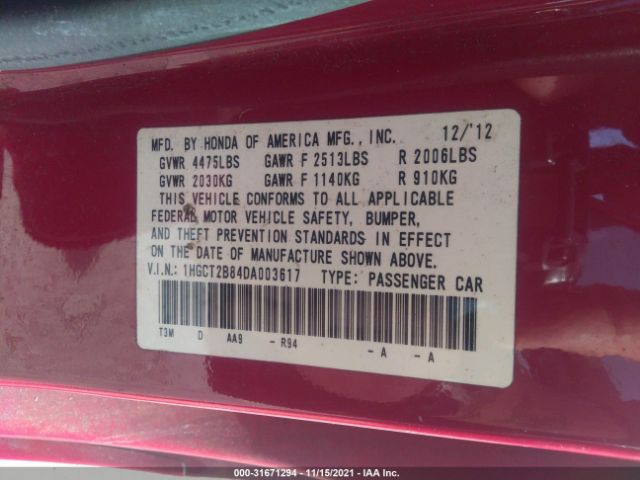 MFD. BY HONDA OF AMERICA MFG., INC. 12/'12
GVWR 4475LBS GAWR F 2513LBS R 2006LBS
GVWR 2030KG GAWR F 1140KG R 910KG
THIS VEHICLE CONFORMS TO ALL APPLICABLE
FEDERAL MOTOR VEHICLE SAFETY, BUMPER,
AND THEFT PREVENTION STANDARDS IN EFFECT
ON THE DATE OF MANUFACTURE SHOWN ABOVE.
V.I.N.: 1HGCT2B84DA003617 TYPE: PASSENGER CAR
T3M D AA9 - R94 - A - A
000-31671294 - 11/15/2021 - IAA Inc.